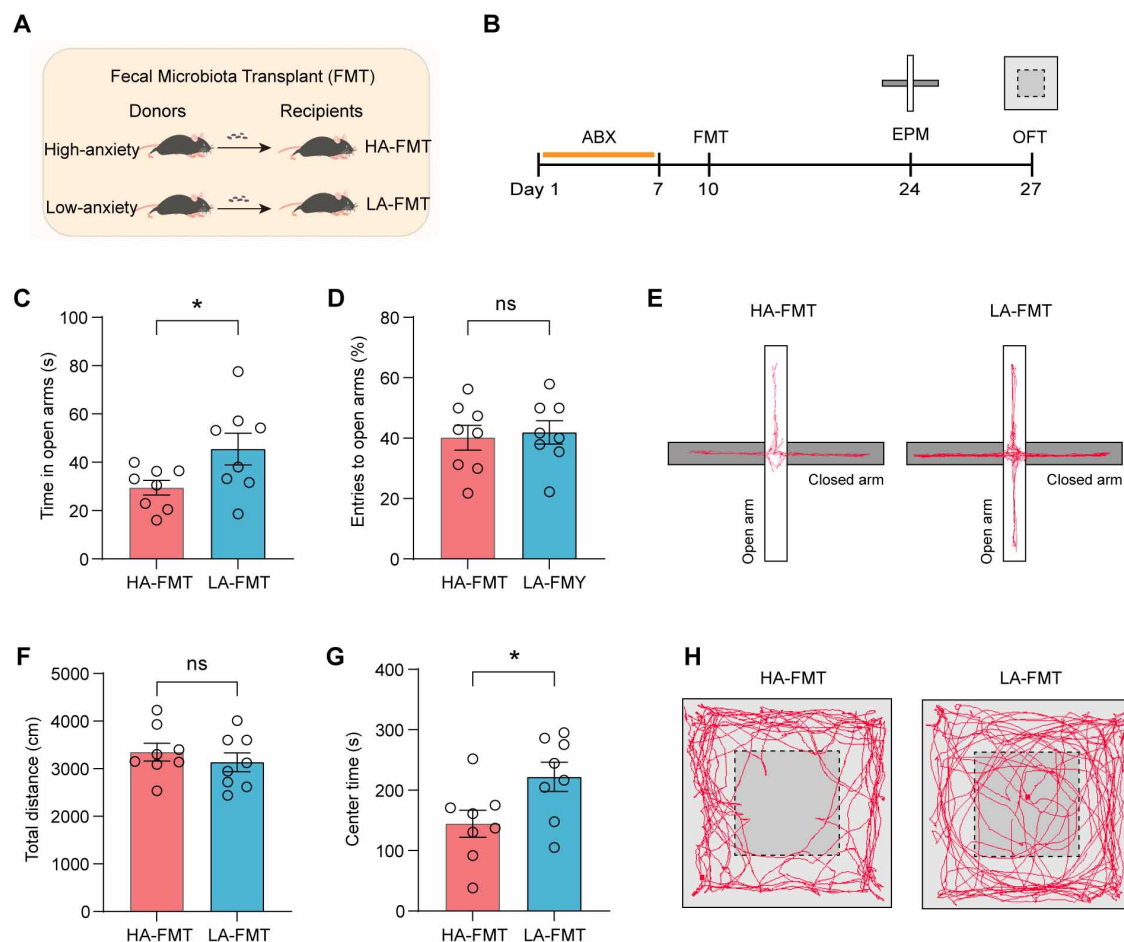 A
Fecal Microbiota Transplant (FMT)
Donors Recipients
High-anxiety HA-FMT
Low-anxiety LA-FMT
B
ABX FMT EPM OFT
Day 1 7 10 24 27
C
*
Time in open arms (s)
100
80
60
40
20
0
HA-FMT LA-FMT
D
ns
Entries to open arms (%)
80
60
40
20
0
HA-FMT LA-FMY
E
HA-FMT LA-FMT
Closed arm Closed arm
Open arm Open arm
F
ns
Total distance (cm)
5000
4000
3000
2000
1000
0
HA-FMT LA-FMT
G
*
Center time (s)
400
300
200
100
0
HA-FMT LA-FMT
H
HA-FMT LA-FMT